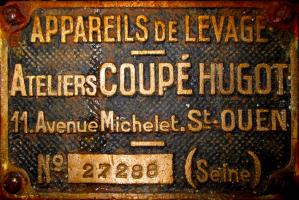 APPAREILS DE LEVAGE
ATELIERS COUPÉ HUGOT
11. Avenue Michelet. St-OUEN
No 27288 (Seine)